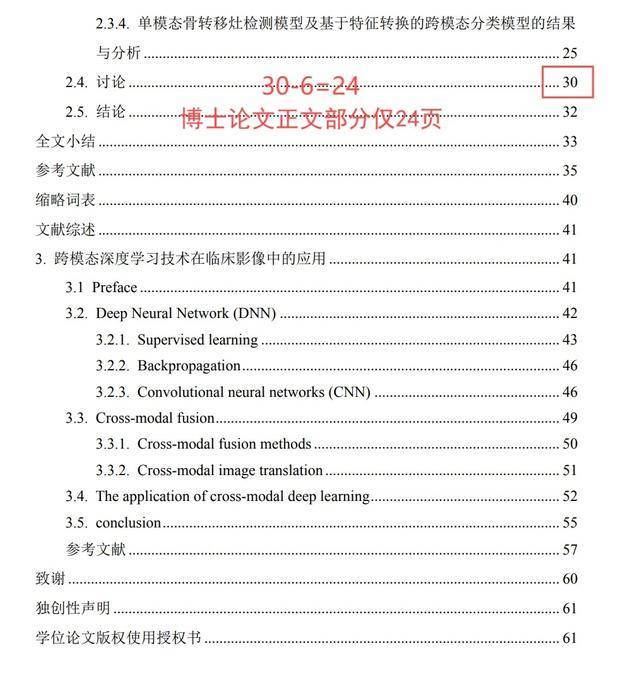 2.3.4. 单模态骨转移灶检测模型及基于特征转换的跨模态分类模型的结果
与分析 25
2.4. 讨论 30
30-6=24
博士论文正文部分仅24页
2.5. 结论 32
全文小结 33
参考文献 35
缩略词表 40
文献综述 41
3. 跨模态深度学习技术在临床影像中的应用 41
3.1 Preface 41
3.2. Deep Neural Network (DNN) 42
3.2.1. Supervised learning 43
3.2.2. Backpropagation 46
3.2.3. Convolutional neural networks (CNN) 46
3.3. Cross-modal fusion 49
3.3.1. Cross-modal fusion methods 50
3.3.2. Cross-modal image translation 51
3.4. The application of cross-modal deep learning 52
3.5. conclusion 55
参考文献 57
致谢 60
独创性声明 61
学位论文版权使用授权书 61